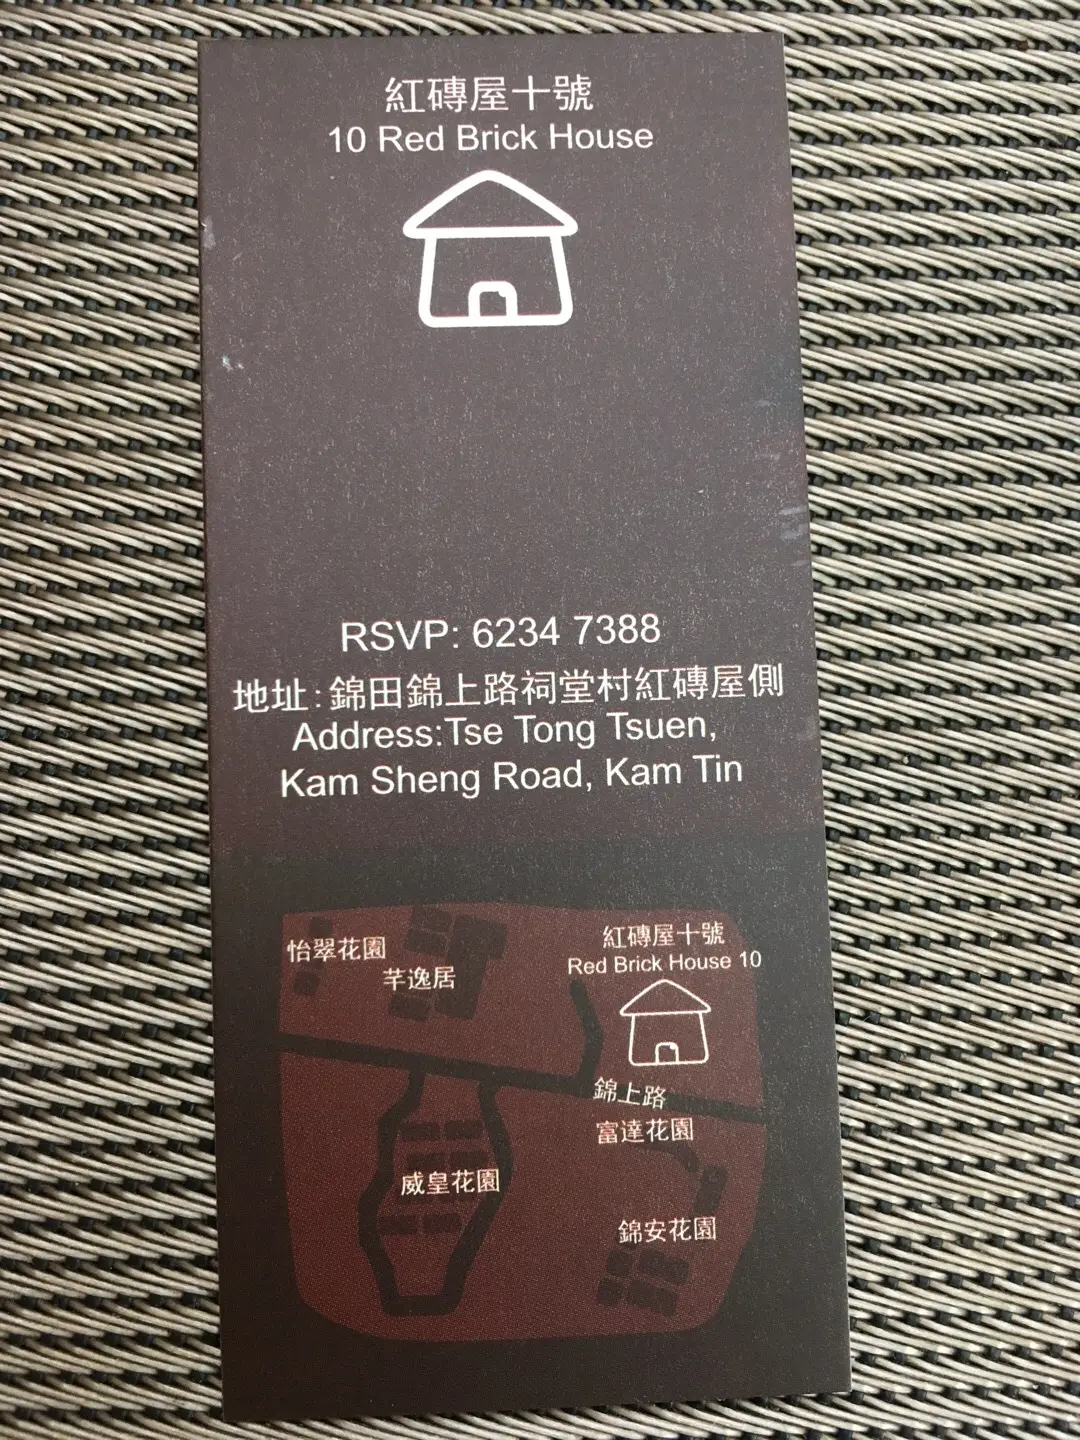 紅磚屋十號
10 Red Brick House
RSVP: 6234 7388
地址:錦田錦上路祠堂村紅磚屋側
Address:Tse Tong Tsuen,
Kam Sheng Road, Kam Tin
怡翠花園
芊逸居
紅磚屋十號
Red Brick House 10
錦上路
富達花園
威皇花園
錦安花園